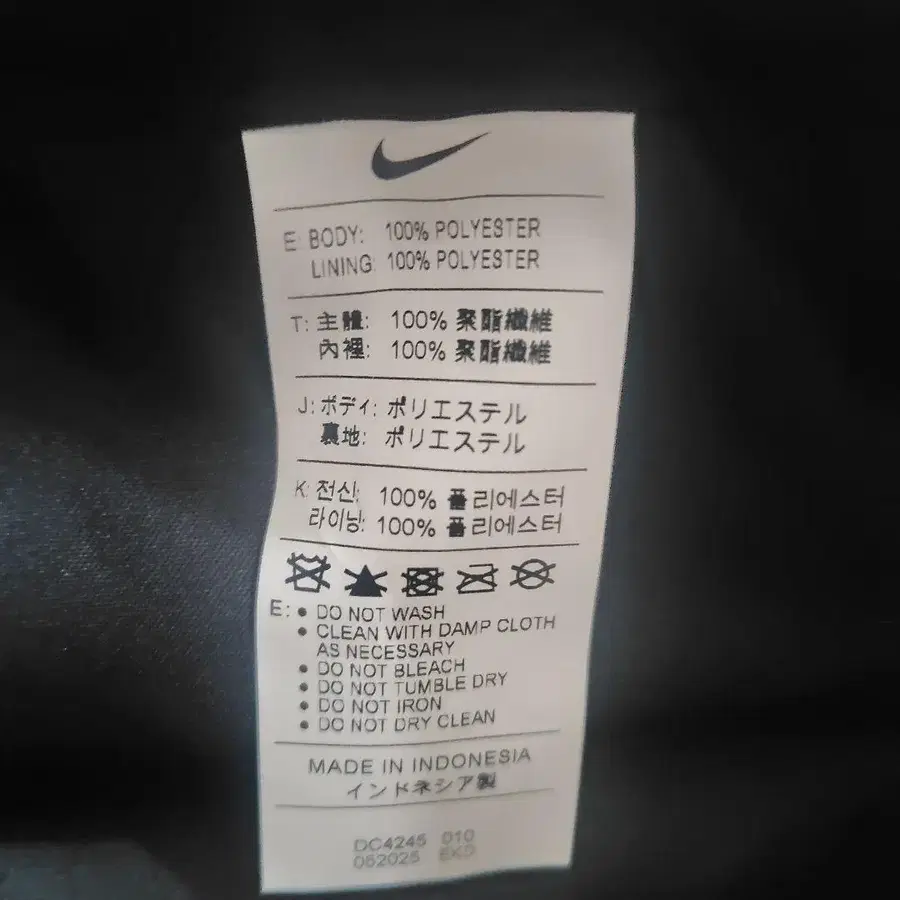 E: BODY: 100% POLYESTER
LINING: 100% POLYESTER
T: 主體: 100% 聚酯纖維
內裡: 100% 聚酯纖維
J: ボディ: ポリエステル
裏地: ポリエステル
K: 전신: 100% 폴리에스터
라이닝: 100% 폴리에스터
E: • DO NOT WASH
• CLEAN WITH DAMP CLOTH
AS NECESSARY
• DO NOT BLEACH
• DO NOT TUMBLE DRY
• DO NOT IRON
• DO NOT DRY CLEAN
MADE IN INDONESIA
インドネシア製
DC4245 010
052025 EKD